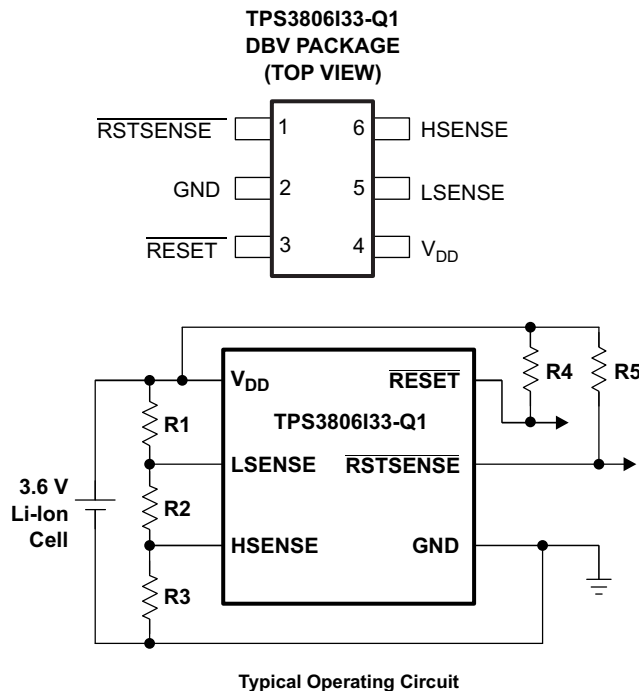 TPS3806I33-Q1
DBV PACKAGE
(TOP VIEW)
RSTSENSE 1 6 HSENSE
GND 2 5 LSENSE
RESET 3 4 VDD
VDD RESET R4 R5
R1 TPS3806I33-Q1
LSENSE RSTSENSE
3.6 V
Li-Ion
Cell
R2
HSENSE GND
R3
Typical Operating Circuit